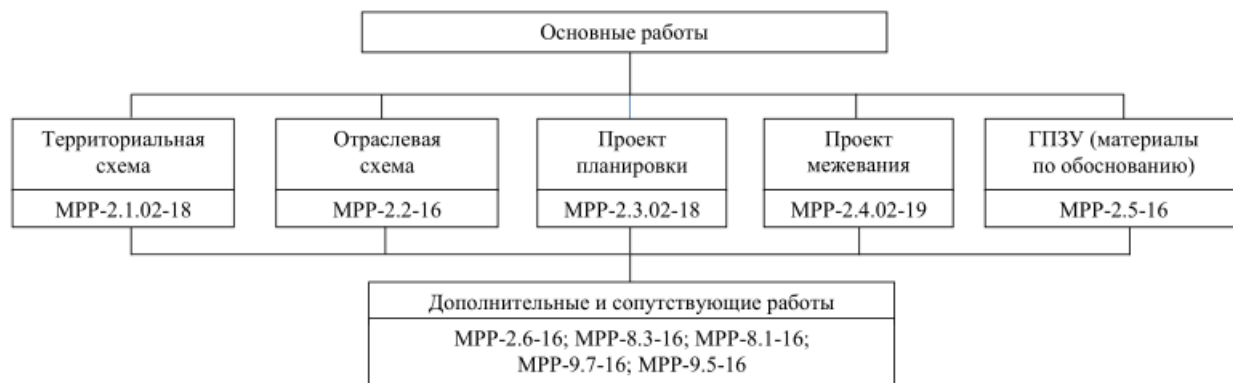 Основные работы
Территориальная
схема
МРР-2.1.02-18
Отраслевая
схема
МРР-2.2-16
Проект
планировки
МРР-2.3.02-18
Проект
межевания
МРР-2.4.02-19
ГПЗУ (материалы
по обоснованию)
МРР-2.5-16
Дополнительные и сопутствующие работы
МРР-2.6-16; МРР-8.3-16; МРР-8.1-16;
МРР-9.7-16; МРР-9.5-16